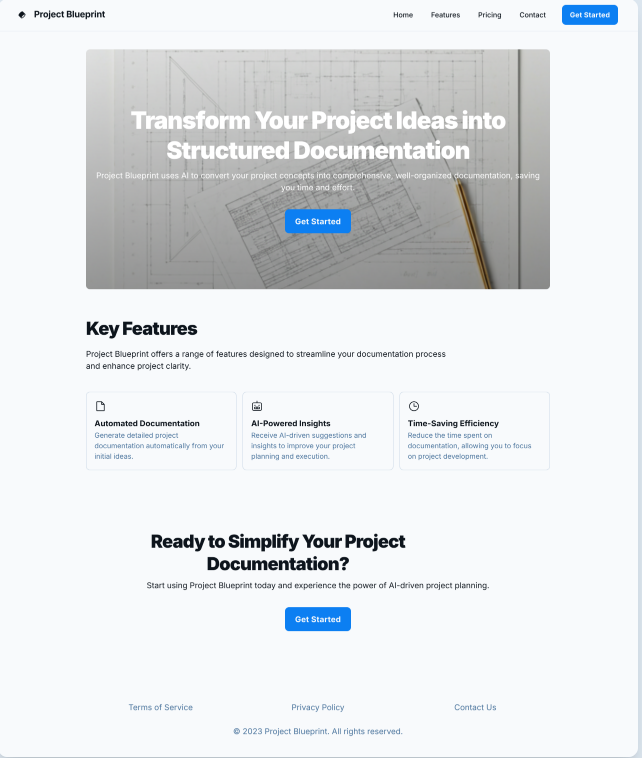 Project Blueprint
Home
Features
Pricing
Contact
Get Started
Transform Your Project Ideas into
Structured Documentation
Project Blueprint uses AI to convert your project concepts into comprehensive, well-organized documentation, saving
you time and effort.
Get Started
Key Features
Project Blueprint offers a range of features designed to streamline your documentation process
and enhance project clarity.
Automated Documentation
Generate detailed project
documentation automatically from your
initial ideas.
AI-Powered Insights
Receive AI-driven suggestions and
insights to improve your project
planning and execution.
Time-Saving Efficiency
Reduce the time spent on
documentation, allowing you to focus
on project development.
Ready to Simplify Your Project
Documentation?
Start using Project Blueprint today and experience the power of AI-driven project planning.
Get Started
Terms of Service
Privacy Policy
Contact Us
© 2023 Project Blueprint. All rights reserved.